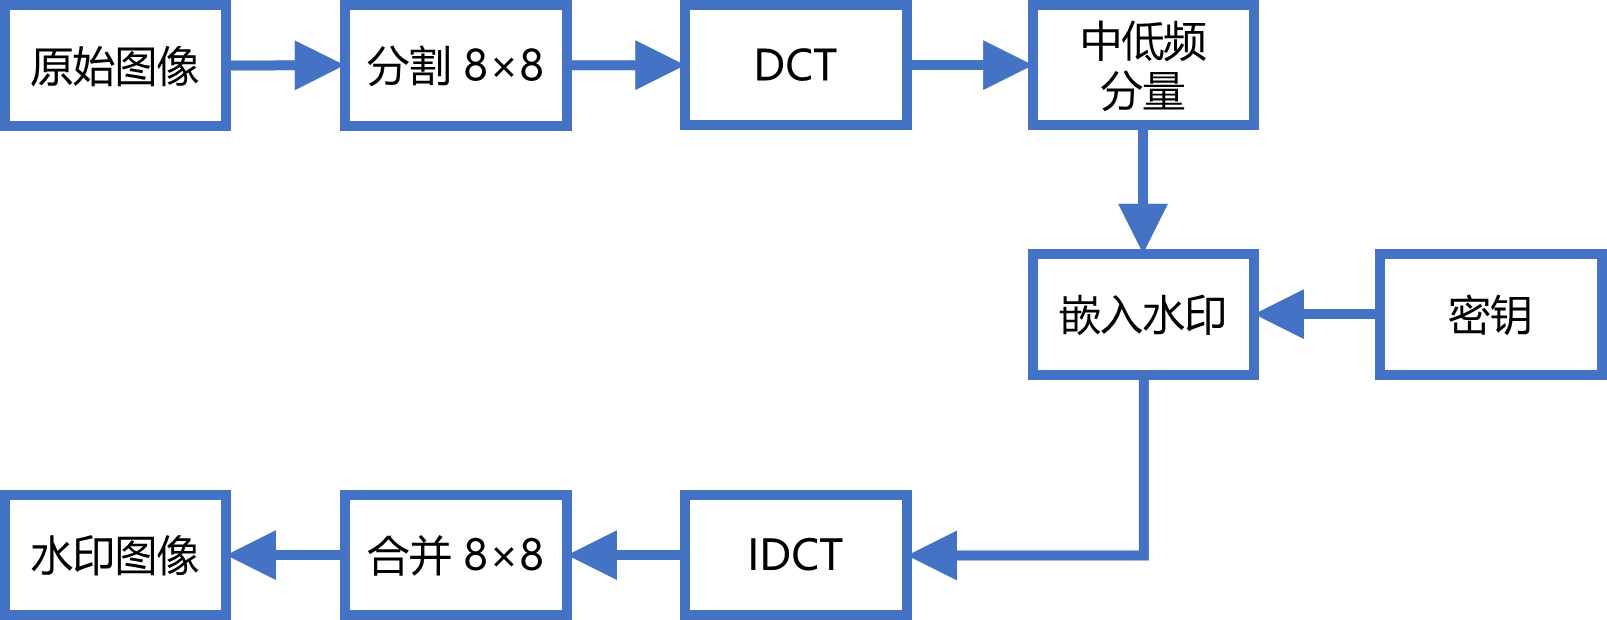 原始图像
分割 8×8
DCT
中低频
分量
嵌入水印
密钥
IDCT
合并 8×8
水印图像